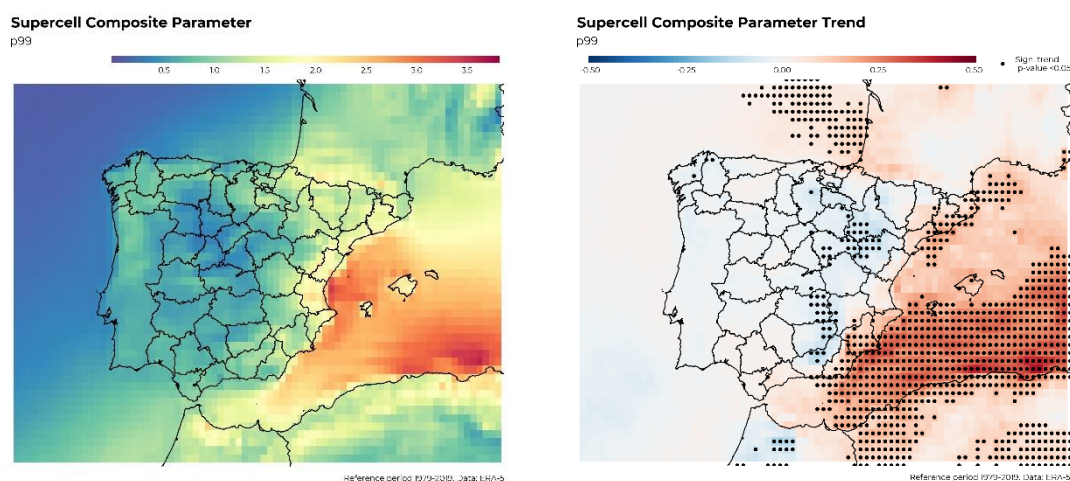 Supercell Composite Parameter
p99
0.5 1.0 1.5 2.0 2.5 3.0 3.5
Reference period 1979-2019. Data: ERA-5
Supercell Composite Parameter Trend
p99
-0.50 -0.25 0.00 0.25 0.50
Sign. trend
p-value <0.05
Reference period 1979-2019. Data: ERA-5